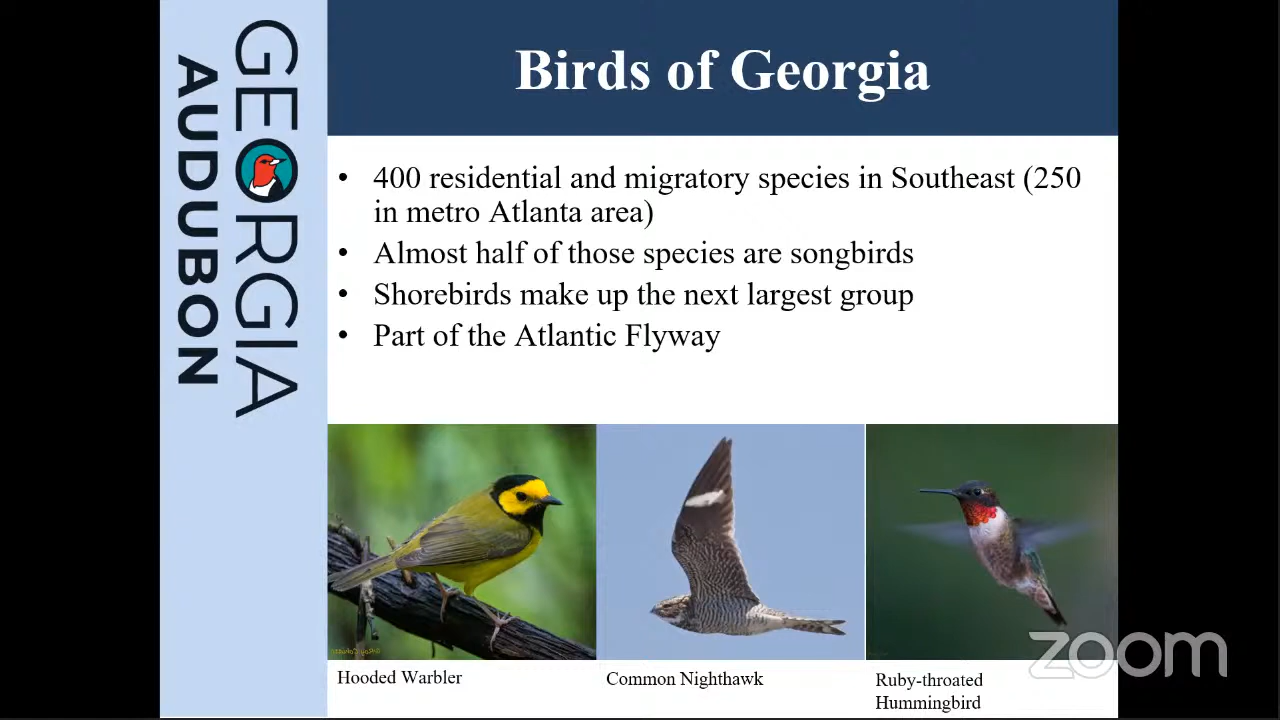 GEORGIA
AUDUBON
Birds of Georgia
• 400 residential and migratory species in Southeast (250
in metro Atlanta area)
• Almost half of those species are songbirds
• Shorebirds make up the next largest group
• Part of the Atlantic Flyway
Hooded Warbler
Common Nighthawk
Ruby-throated
Hummingbird
zoom